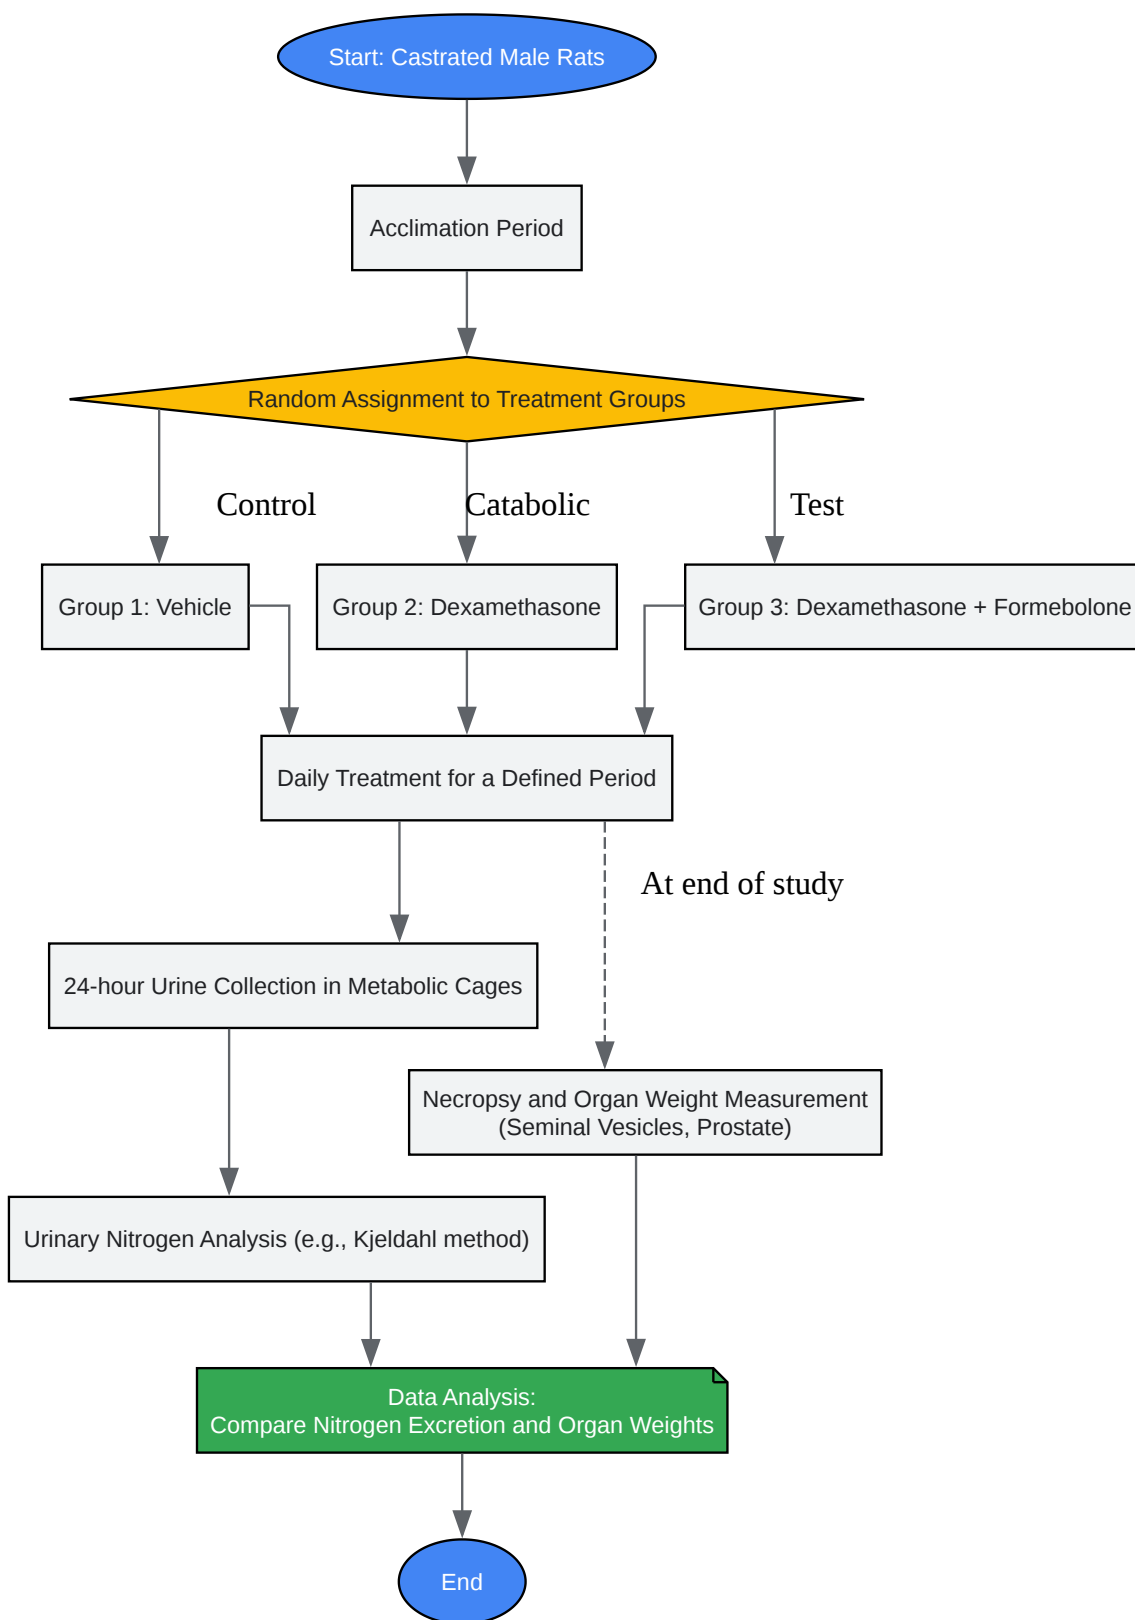 Start: Castrated Male Rats
Acclimation Period
Random Assignment to Treatment Groups
Control
Catabolic
Test
Group 1: Vehicle
Group 2: Dexamethasone
Group 3: Dexamethasone + Formebolone
Daily Treatment for a Defined Period
At end of study
24-hour Urine Collection in Metabolic Cages
Necropsy and Organ Weight Measurement
(Seminal Vesicles, Prostate)
Urinary Nitrogen Analysis (e.g., Kjeldahl method)
Data Analysis:
Compare Nitrogen Excretion and Organ Weights
End